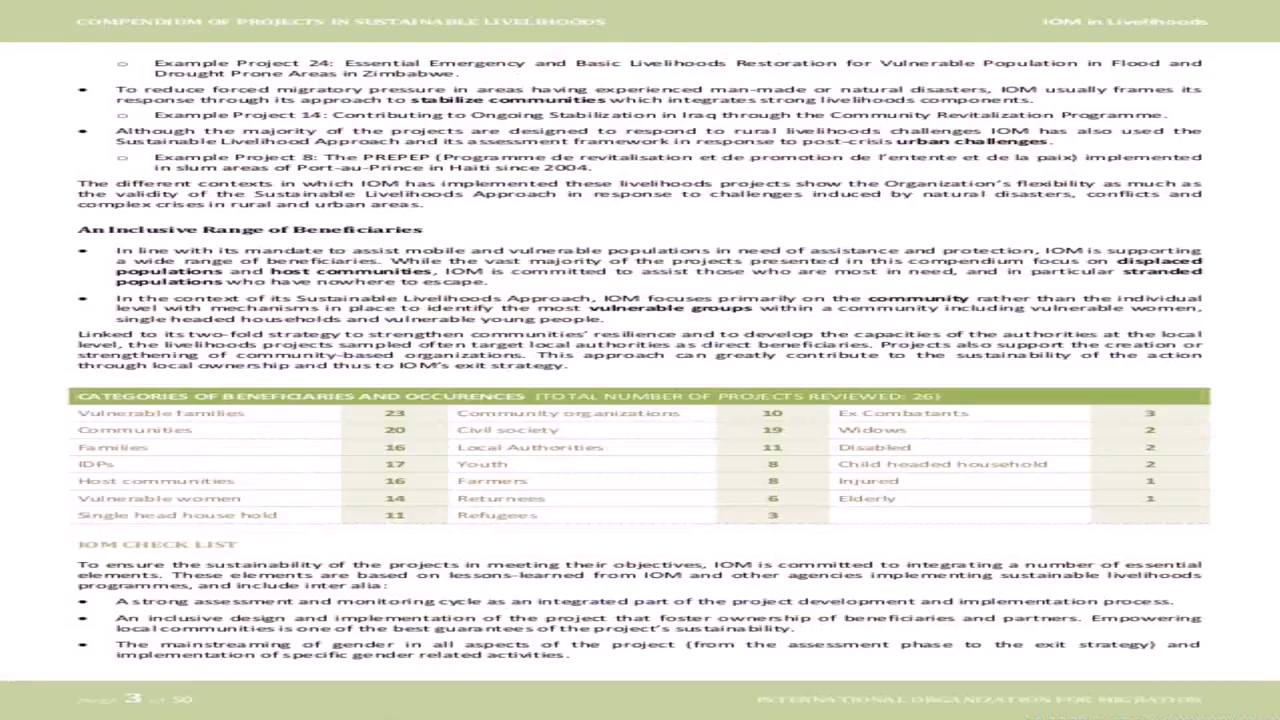 COMPENDIUM OF PROJECTS IN SUSTAINABLE LIVELIHOODS IOM in Livelihoods
o Example Project 24: Essential Emergency and Basic Livelihoods Restoration for Vulnerable Population in Flood and
Drought Prone Areas in Zimbabwe.
• To reduce forced migratory pressure in areas having experienced man-made or natural disasters, IOM usually frames its
response through its approach to stabilize communities which integrates strong livelihoods components.
o Example Project 14: Contributing to Ongoing Stabilization in Iraq through the Community Revitalization Programme.
• Although the majority of the projects are designed to respond to rural livelihoods challenges IOM has also used the
Sustainable Livelihood Approach and its assessment framework in response to post-crisis urban challenges.
o Example Project 8: The PREPEP (Programme de revitalisation et de promotion de l'entente et de la paix) implemented
in slum areas of Port-au-Prince in Haiti since 2004.
The different contexts in which IOM has implemented these livelihoods projects show the Organization's flexibility as much as
the validity of the Sustainable Livelihoods Approach in response to challenges induced by natural disasters, conflicts and
complex crises in rural and urban areas.
An Inclusive Range of Beneficiaries
• In line with its mandate to assist mobile and vulnerable populations in need of assistance and protection, IOM is supporting
a wide range of beneficiaries. While the vast majority of the projects presented in this compendium focus on displaced
populations and host communities, IOM is committed to assist those who are most in need, and in particular stranded
populations who have nowhere to escape.
• In the context of its Sustainable Livelihoods Approach, IOM focuses primarily on the community rather than the individual
level with mechanisms in place to identify the most vulnerable groups within a community including vulnerable women,
single headed households and vulnerable young people.
Linked to its two-fold strategy to strengthen communities' resilience and to develop the capacities of the authorities at the local
level, the livelihoods projects sampled often target local authorities as direct beneficiaries. Projects also support the creation or
strengthening of community-based organizations. This approach can greatly contribute to the sustainability of the action
through local ownership and thus to IOM's exit strategy.
CATEGORIES OF BENEFICIARIES AND OCCURENCES (TOTAL NUMBER OF PROJECTS REVIEWED: 26)
Vulnerable families 23 Community organizations 10 Ex Combatants 3
Communities 20 Civil society 19 Widows 2
Families 16 Local Authorities 11 Disabled 2
IDPs 17 Youth 8 Child headed household 2
Host communities 16 Farmers 8 Injured 1
Vulnerable women 14 Returnees 6 Elderly 1
Single head house hold 11 Refugees 3
IOM CHECK LIST
To ensure the sustainability of the projects in meeting their objectives, IOM is committed to integrating a number of essential
elements. These elements are based on lessons-learned from IOM and other agencies implementing sustainable livelihoods
programmes, and include inter alia:
• A strong assessment and monitoring cycle as an integrated part of the project development and implementation process.
• An inclusive design and implementation of the project that foster ownership of beneficiaries and partners. Empowering
local communities is one of the best guarantees of the project's sustainability.
• The mainstreaming of gender in all aspects of the project (from the assessment phase to the exit strategy) and
implementation of specific gender related activities.
page 3 of 90 INTERNATIONAL ORGANIZATION FOR MIGRATION